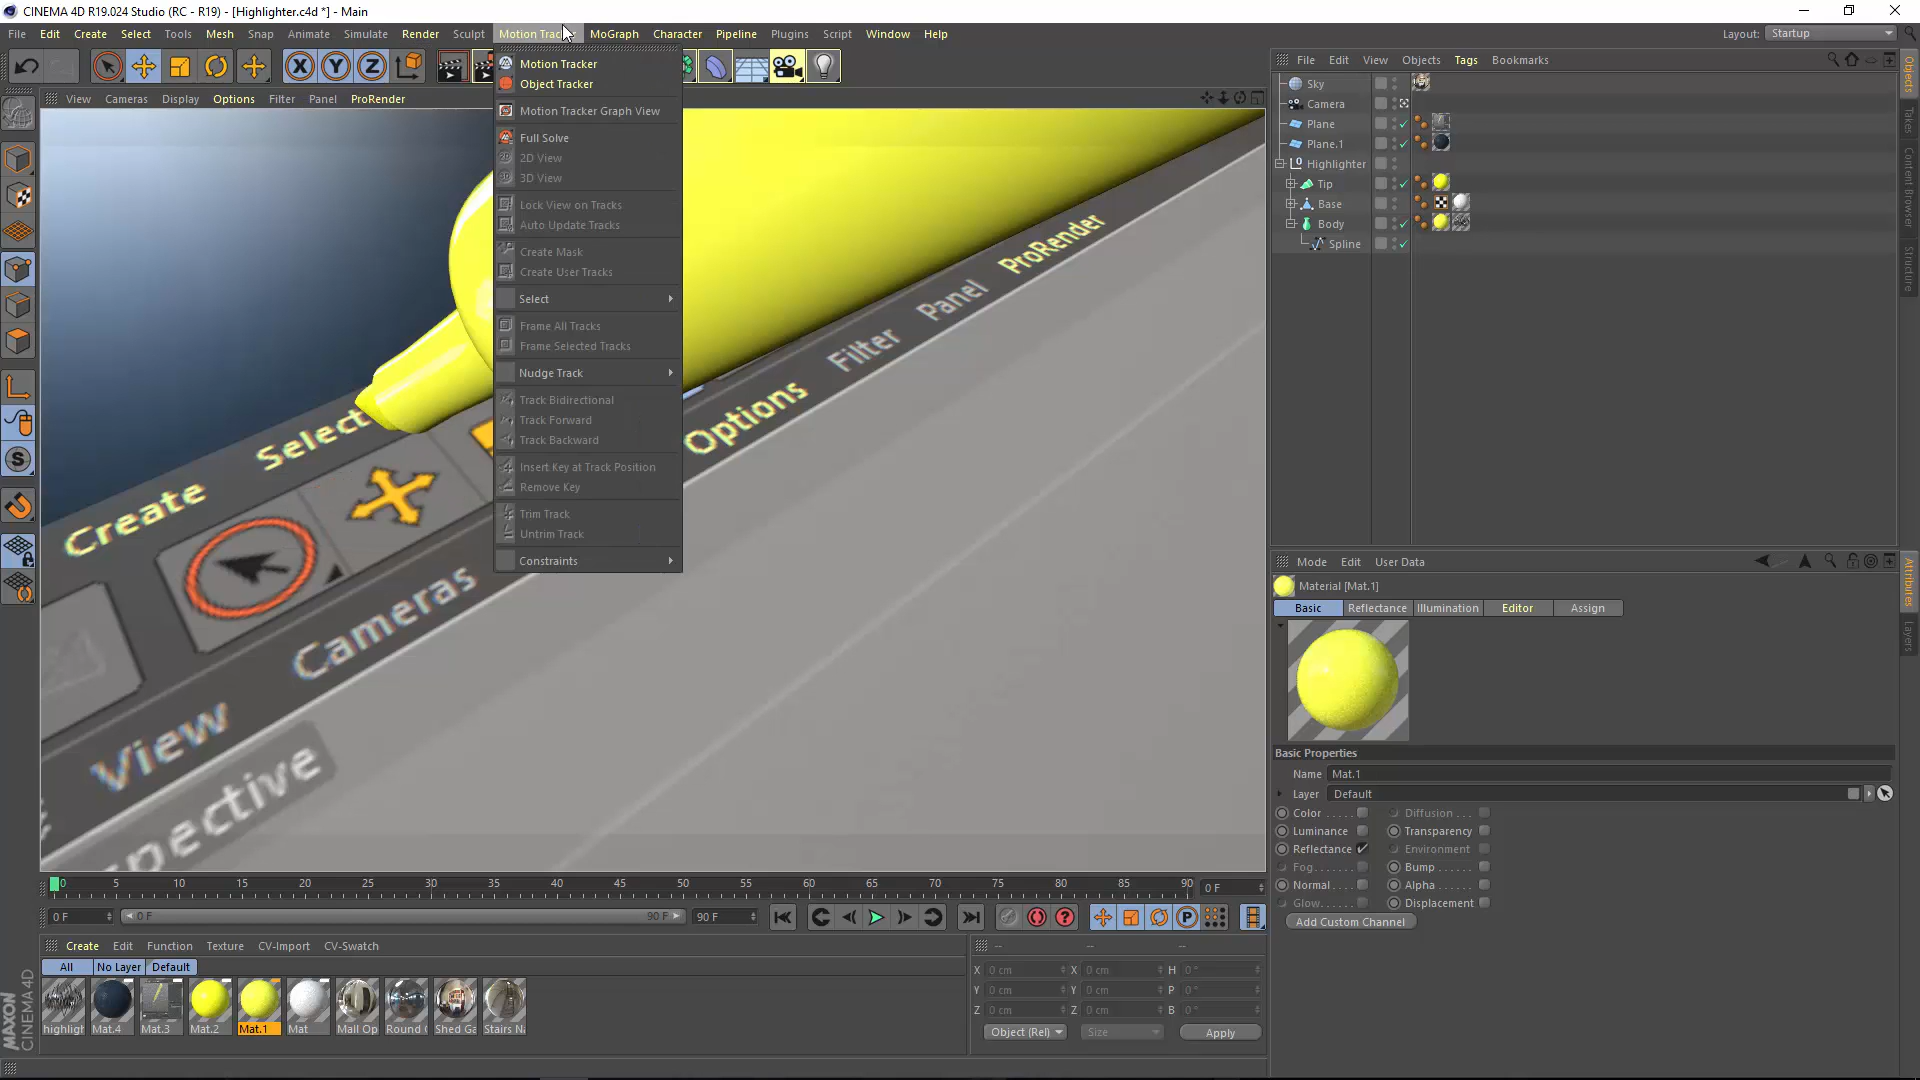 CINEMA 4D R19.024 Studio (RC - R19) - [Highlighter.c4d *] - Main
File Edit Create Select Tools Mesh Snap Animate Simulate Render Sculpt Motion Tracker MoGraph Character Pipeline Plugins Script Window Help
Layout: Startup
View Cameras Display Options Filter Panel ProRender
Motion Tracker
Object Tracker
Motion Tracker Graph View
Full Solve
2D View
3D View
Lock View on Tracks
Auto Update Tracks
Create Mask
Create User Tracks
Select
Frame All Tracks
Frame Selected Tracks
Nudge Track
Track Bidirectional
Track Forward
Track Backward
Insert Key at Track Position
Remove Key
Trim Track
Untrim Track
Constraints
Create Select
Options Filter Panel ProRender
View Cameras
spective
File Edit View Objects Tags Bookmarks
Sky
Camera
Plane
Plane.1
Highlighter
Tip
Base
Body
Spline
Objects
Takes
Content Browser
Structure
Mode Edit User Data
Material [Mat.1]
Basic Reflectance Illumination Editor Assign
Basic Properties
Name Mat.1
Layer Default
Color Diffusion
Luminance Transparency
Reflectance Environment
Fog Bump
Normal Alpha
Glow Displacement
Add Custom Channel
Attributes
Layers
0 5 10 15 20 25 30 35 40 45 50 55 60 65 70 75 80 85 90 0 F
0 F 0 F 90 F 90 F
Create Edit Function Texture CV-Import CV-Swatch
All No Layer Default
highligh Mat.4 Mat.3 Mat.2 Mat.1 Mat Mall Op Round Shed Ga Stairs N
-- -- --
X 0 cm X 0 cm H 0 °
Y 0 cm Y 0 cm P 0 °
Z 0 cm Z 0 cm B 0 °
Object (Rel) Size Apply
MAXON
CINEMA 4D